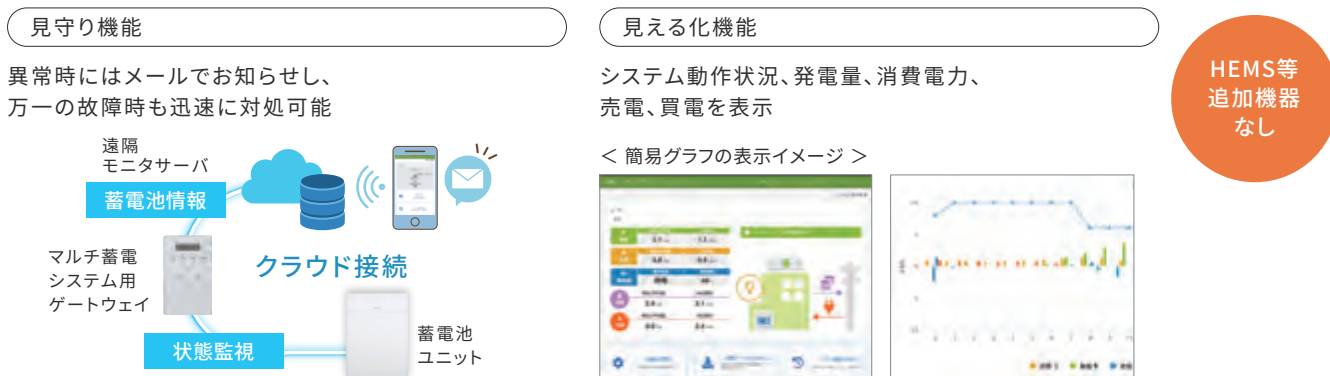 見守り機能
異常時にはメールでお知らせし、
万一の故障時も迅速に対処可能
遠隔
モニタサーバ
蓄電池情報
マルチ蓄電
システム用
ゲートウェイ
クラウド接続
状態監視
蓄電池
ユニット
見える化機能
システム動作状況、発電量、消費電力、
売電、買電を表示
＜ 簡易グラフの表示イメージ ＞
HEMS等
追加機器
なし